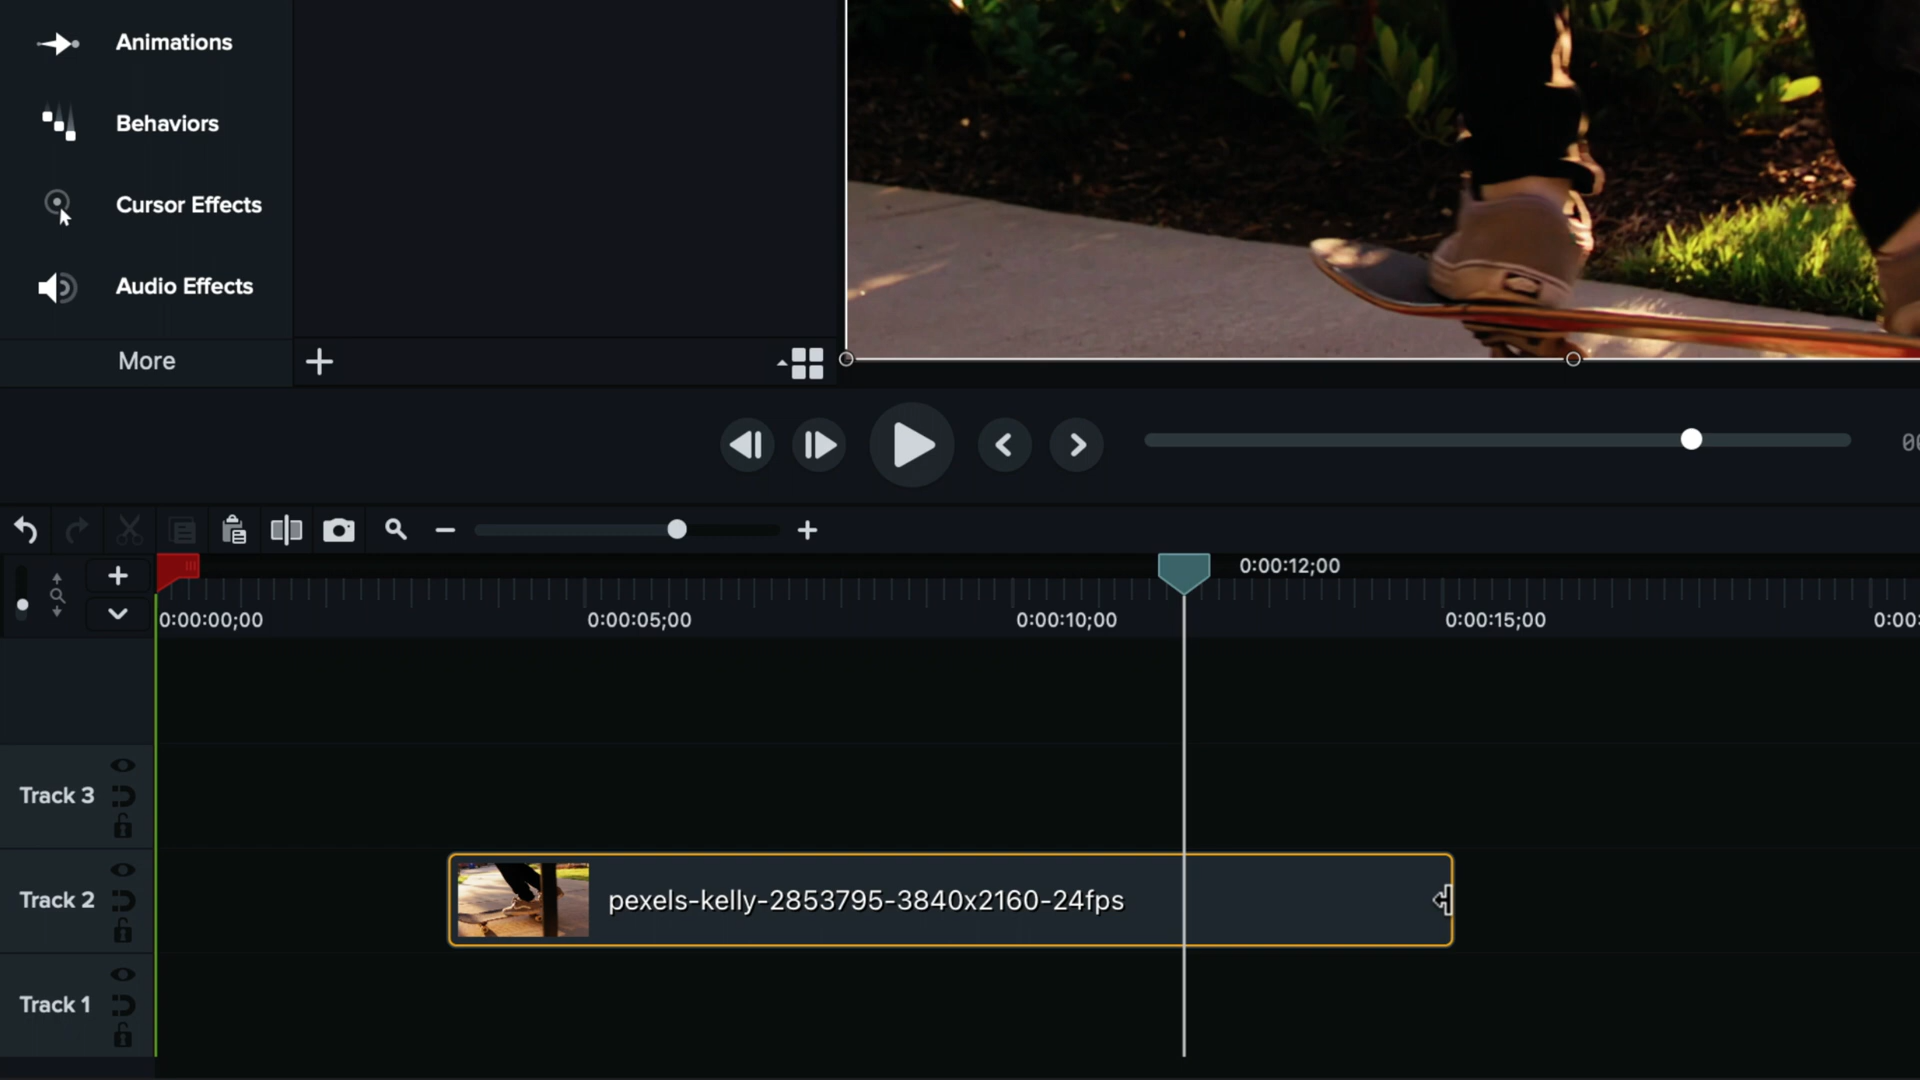 Animations
Behaviors
Cursor Effects
Audio Effects
More
0:00:12;00
0:00:00;00
0:00:05;00
0:00:10;00
0:00:15;00
Track 3
Track 2
pexels-kelly-2853795-3840x2160-24fps
Track 1